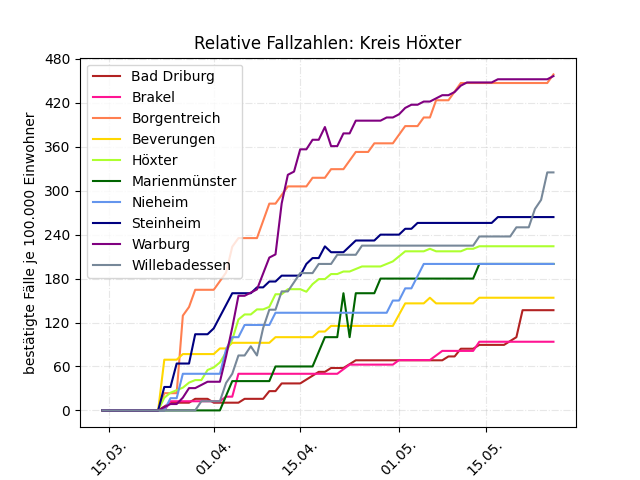 Relative Fallzahlen: Kreis Höxter
bestätigte Fälle je 100.000 Einwohner
480
420
360
300
240
180
120
60
0
Bad Driburg
Brakel
Borgentreich
Beverungen
Höxter
Marienmünster
Nieheim
Steinheim
Warburg
Willebadessen
15.03.
01.04.
15.04.
01.05.
15.05.